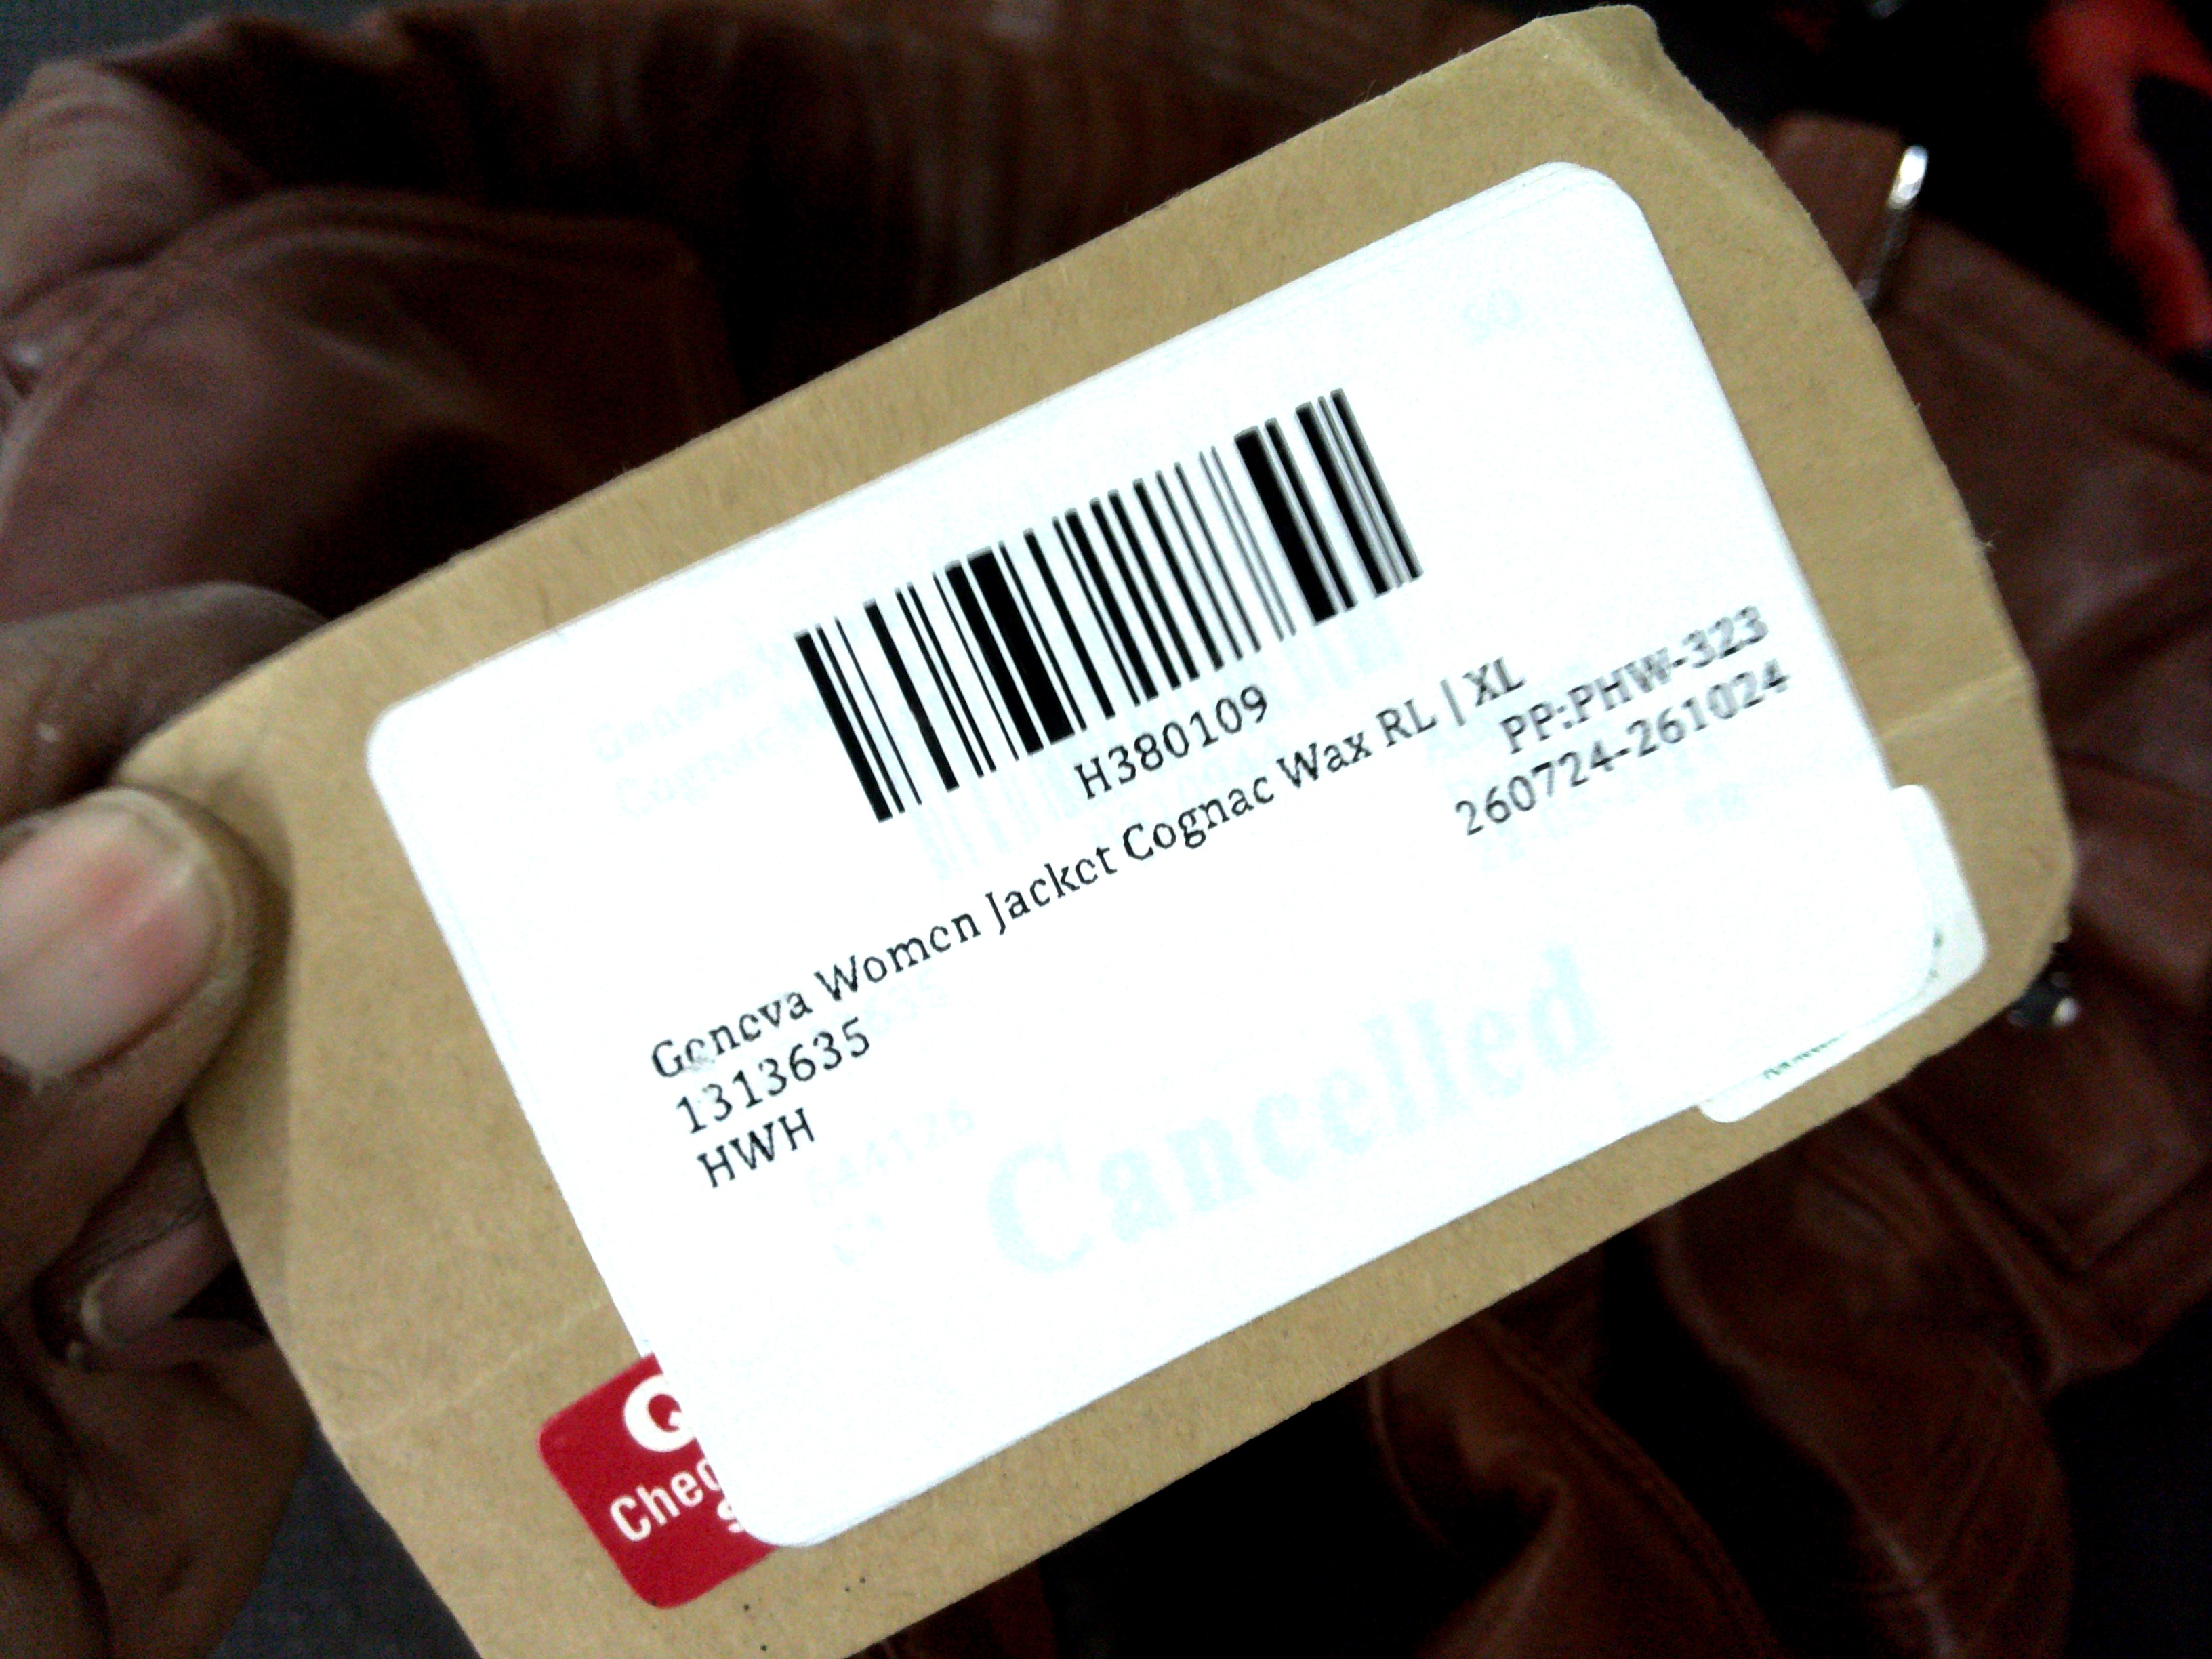 H380109
Geneva Women Jacket Cognac Wax RL | XL
PP:PHW-323
1313635
260724-261024
HWH
Cancelled